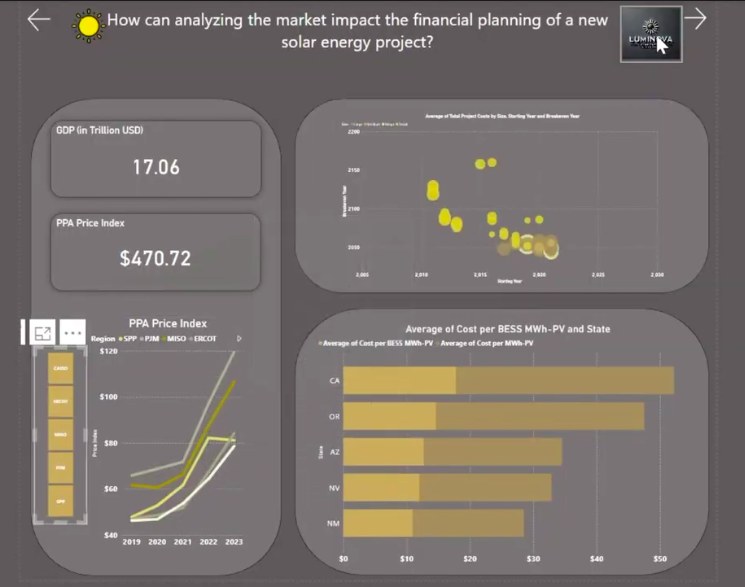 How can analyzing the market impact the financial planning of a new
solar energy project?
LUMINOVA
GDP (in Trillion USD)
17.06
PPA Price Index
$470.72
Average of Total Project Costs by Size, Starting Year and Breakeven Year
2200
2150
2100
2050
Breakeven Year
2,005
2,010
2,015
2,020
2,025
2,030
Starting Year
PPA Price Index
Region SPP PJM MISO ERCOT
$120
$100
$80
$60
$40
Price Index
2019 2020 2021 2022 2023
CAISO
ERCOT
MISO
PJM
SPP
Average of Cost per BESS MWh-PV and State
Average of Cost per BESS MWh-PV Average of Cost per MWh-PV
State
CA
OR
AZ
NV
NM
$0 $10 $20 $30 $40 $50